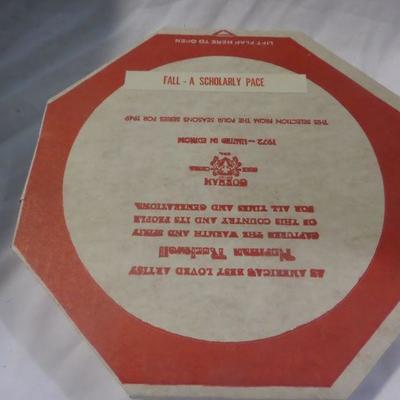 FALL - A SCHOLARLY PACE
AS AMERICA'S BEST LOVED ARTIST
Norman Rockwell
CAPTURES THE WARMTH AND SPIRIT
OF THIS COUNTRY AND ITS PEOPLE
FOR ALL TIMES AND GENERATIONS
GORHAM
1972 — LIMITED IN EDITION
THIS SELECTION FROM THE FOUR SEASONS SERIES FOR 1949
LIFT FLAP HERE TO OPEN